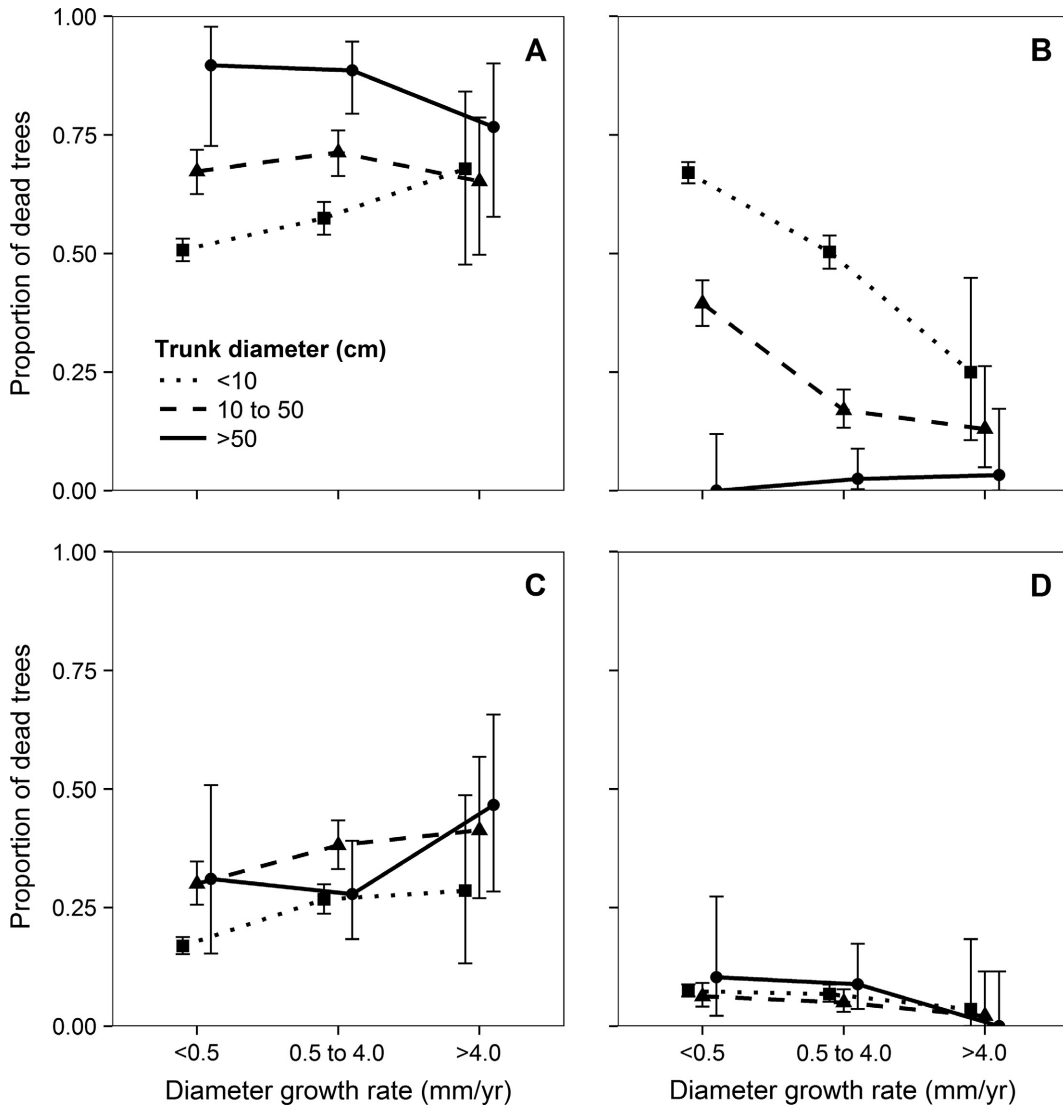 A
B
1.00
0.75
0.50
0.25
0.00
Proportion of dead trees
Trunk diameter (cm)
<10
10 to 50
>50
C
D
1.00
0.75
0.50
0.25
0.00
Proportion of dead trees
<0.5
0.5 to 4.0
>4.0
<0.5
0.5 to 4.0
>4.0
Diameter growth rate (mm/yr)
Diameter growth rate (mm/yr)